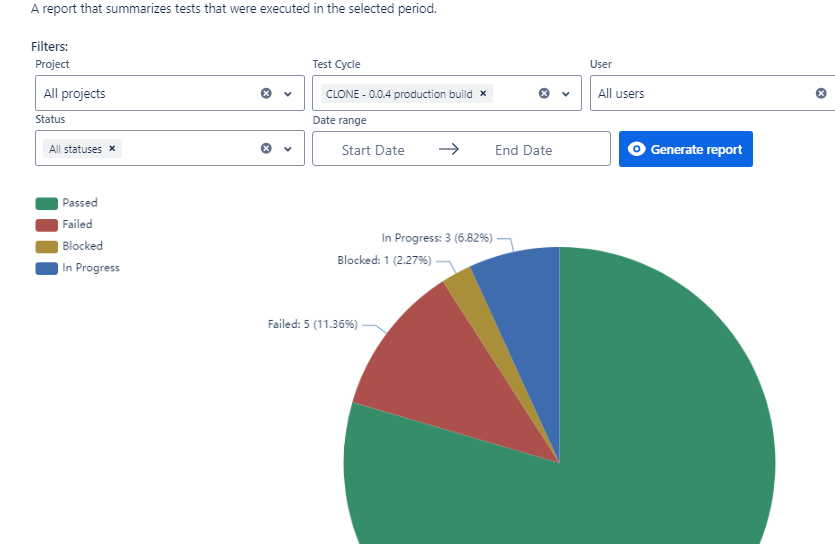 A report that summarizes tests that were executed in the selected period.
Filters:
Project
Test Cycle
User
All projects
CLONE - 0.0.4 production build ×
All users
Status
Date range
All statuses ×
Start Date → End Date
Generate report
Passed
Failed
Blocked
In Progress
In Progress: 3 (6.82%)
Blocked: 1 (2.27%)
Failed: 5 (11.36%)